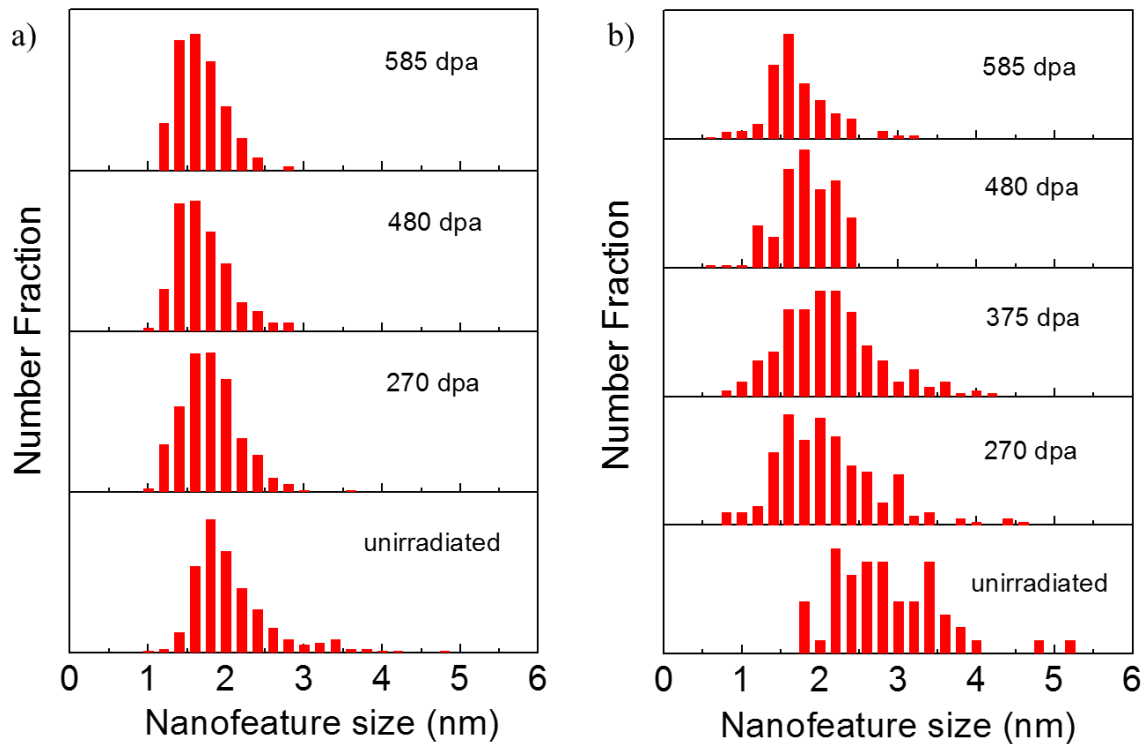 a)
585 dpa
480 dpa
270 dpa
unirradiated
Number Fraction
0 1 2 3 4 5 6
Nanofeature size (nm)
b)
585 dpa
480 dpa
375 dpa
270 dpa
unirradiated
Number Fraction
0 1 2 3 4 5 6
Nanofeature size (nm)